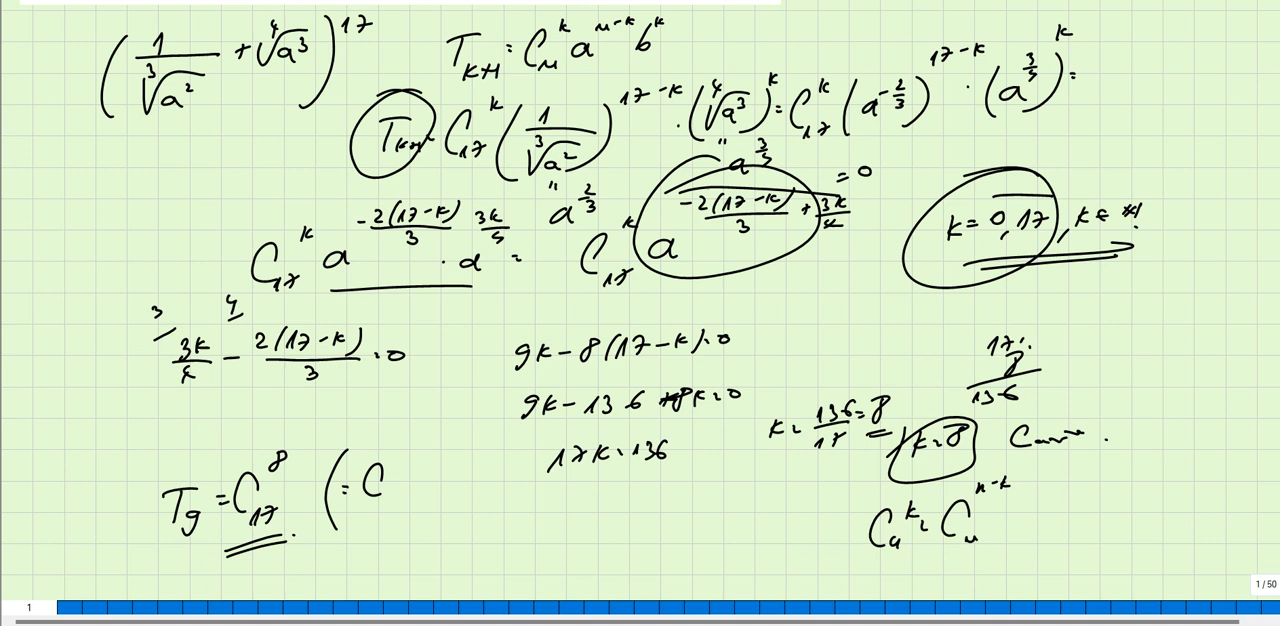 (1/∛a² + ∜a³)^17 T_{k+1} = C_n^k a^{n-k} b^k
T_{k+1} = C_17^k (1/∛a²)^{17-k} · (∜a³)^k = C_17^k (a^{-2/3})^{17-k} · (a^{3/4})^k =
" a^{2/3} " a^{3/4}
C_17^k a^{-2(17-k)/3} · a^{3k/4} = C_17^k a^{-2(17-k)/3 + 3k/4} = 0
k = 0,17, k ∈
3 4
3k/4 - 2(17-k)/3 = 0
9k - 8(17-k) = 0
9k - 136 + 8k = 0
17k = 136
k = 136/17 = 8
k = 8
17·
8
136
T_9 = C_17^8 (= C
C_n^k = C_n^{n-k}
1/50
1